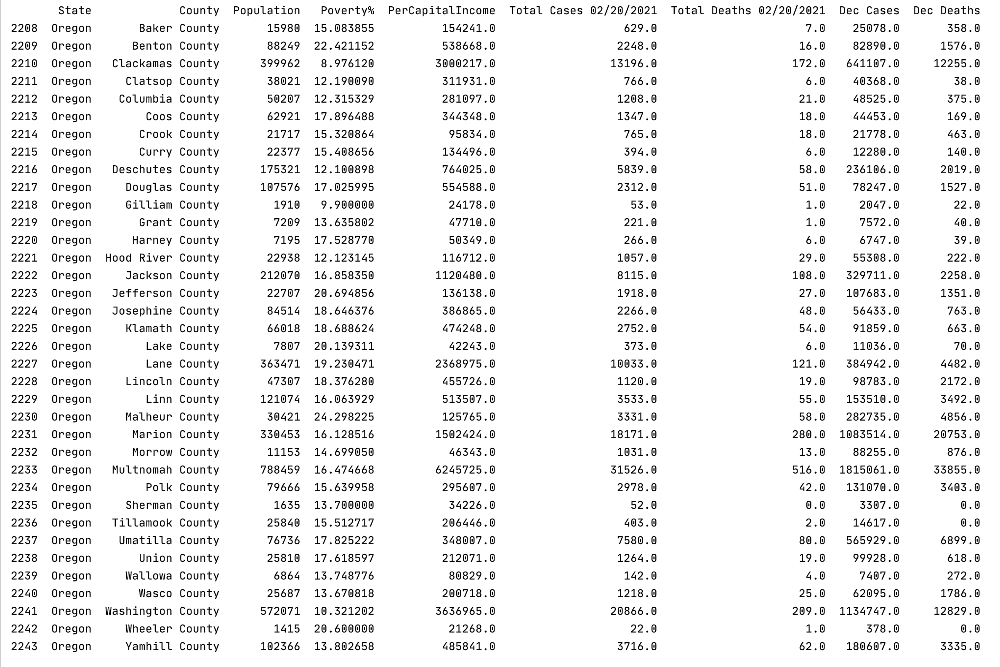 State County Population Poverty% PerCapitalIncome Total Cases 02/20/2021 Total Deaths 02/20/2021 Dec Cases Dec Deaths
2208 Oregon Baker County 15980 15.083855 154241.0 629.0 7.0 25078.0 358.0
2209 Oregon Benton County 88249 22.421152 538668.0 2248.0 16.0 82890.0 1576.0
2210 Oregon Clackamas County 399962 8.976120 3000217.0 13196.0 172.0 641107.0 12255.0
2211 Oregon Clatsop County 38021 12.190090 311931.0 766.0 6.0 40368.0 38.0
2212 Oregon Columbia County 50207 12.315329 281097.0 1208.0 21.0 48525.0 375.0
2213 Oregon Coos County 62921 17.896488 344348.0 1347.0 18.0 44453.0 169.0
2214 Oregon Crook County 21717 15.320864 95834.0 765.0 18.0 21778.0 463.0
2215 Oregon Curry County 22377 15.408656 134496.0 394.0 6.0 12280.0 140.0
2216 Oregon Deschutes County 175321 12.100898 764025.0 5839.0 58.0 236106.0 2019.0
2217 Oregon Douglas County 107576 17.025995 554588.0 2312.0 51.0 78247.0 1527.0
2218 Oregon Gilliam County 1910 9.900000 24178.0 53.0 1.0 2047.0 22.0
2219 Oregon Grant County 7209 13.635802 47710.0 221.0 1.0 7572.0 40.0
2220 Oregon Harney County 7195 17.528770 50349.0 266.0 6.0 6747.0 39.0
2221 Oregon Hood River County 22938 12.123145 116712.0 1057.0 29.0 55308.0 222.0
2222 Oregon Jackson County 212070 16.858350 1120480.0 8115.0 108.0 329711.0 2258.0
2223 Oregon Jefferson County 22707 20.694856 136138.0 1918.0 27.0 107683.0 1351.0
2224 Oregon Josephine County 84514 18.646376 386865.0 2266.0 48.0 56433.0 763.0
2225 Oregon Klamath County 66018 18.688624 474248.0 2752.0 54.0 91859.0 663.0
2226 Oregon Lake County 7807 20.139311 42243.0 373.0 6.0 11036.0 70.0
2227 Oregon Lane County 363471 19.230471 2368975.0 10033.0 121.0 384942.0 4482.0
2228 Oregon Lincoln County 47307 18.376280 455726.0 1120.0 19.0 98783.0 2172.0
2229 Oregon Linn County 121074 16.063929 513507.0 3533.0 55.0 153510.0 3492.0
2230 Oregon Malheur County 30421 24.298225 125765.0 3331.0 58.0 282735.0 4856.0
2231 Oregon Marion County 330453 16.128516 1502424.0 18171.0 280.0 1083514.0 20753.0
2232 Oregon Morrow County 11153 14.699050 46343.0 1031.0 13.0 88255.0 876.0
2233 Oregon Multnomah County 788459 16.474668 6245725.0 31526.0 516.0 1815061.0 33855.0
2234 Oregon Polk County 79666 15.639958 295607.0 2978.0 42.0 131070.0 3403.0
2235 Oregon Sherman County 1635 13.700000 34226.0 52.0 0.0 3307.0 0.0
2236 Oregon Tillamook County 25840 15.512717 206446.0 403.0 2.0 14617.0 0.0
2237 Oregon Umatilla County 76736 17.825222 348007.0 7580.0 80.0 565929.0 6899.0
2238 Oregon Union County 25810 17.618597 212071.0 1264.0 19.0 99928.0 618.0
2239 Oregon Wallowa County 6864 13.748776 80829.0 142.0 4.0 7407.0 272.0
2240 Oregon Wasco County 25687 13.670818 200718.0 1218.0 25.0 62095.0 1786.0
2241 Oregon Washington County 572071 10.321202 3636965.0 20866.0 209.0 1134747.0 12829.0
2242 Oregon Wheeler County 1415 20.600000 21268.0 22.0 1.0 378.0 0.0
2243 Oregon Yamhill County 102366 13.802658 485841.0 3716.0 62.0 180607.0 3335.0